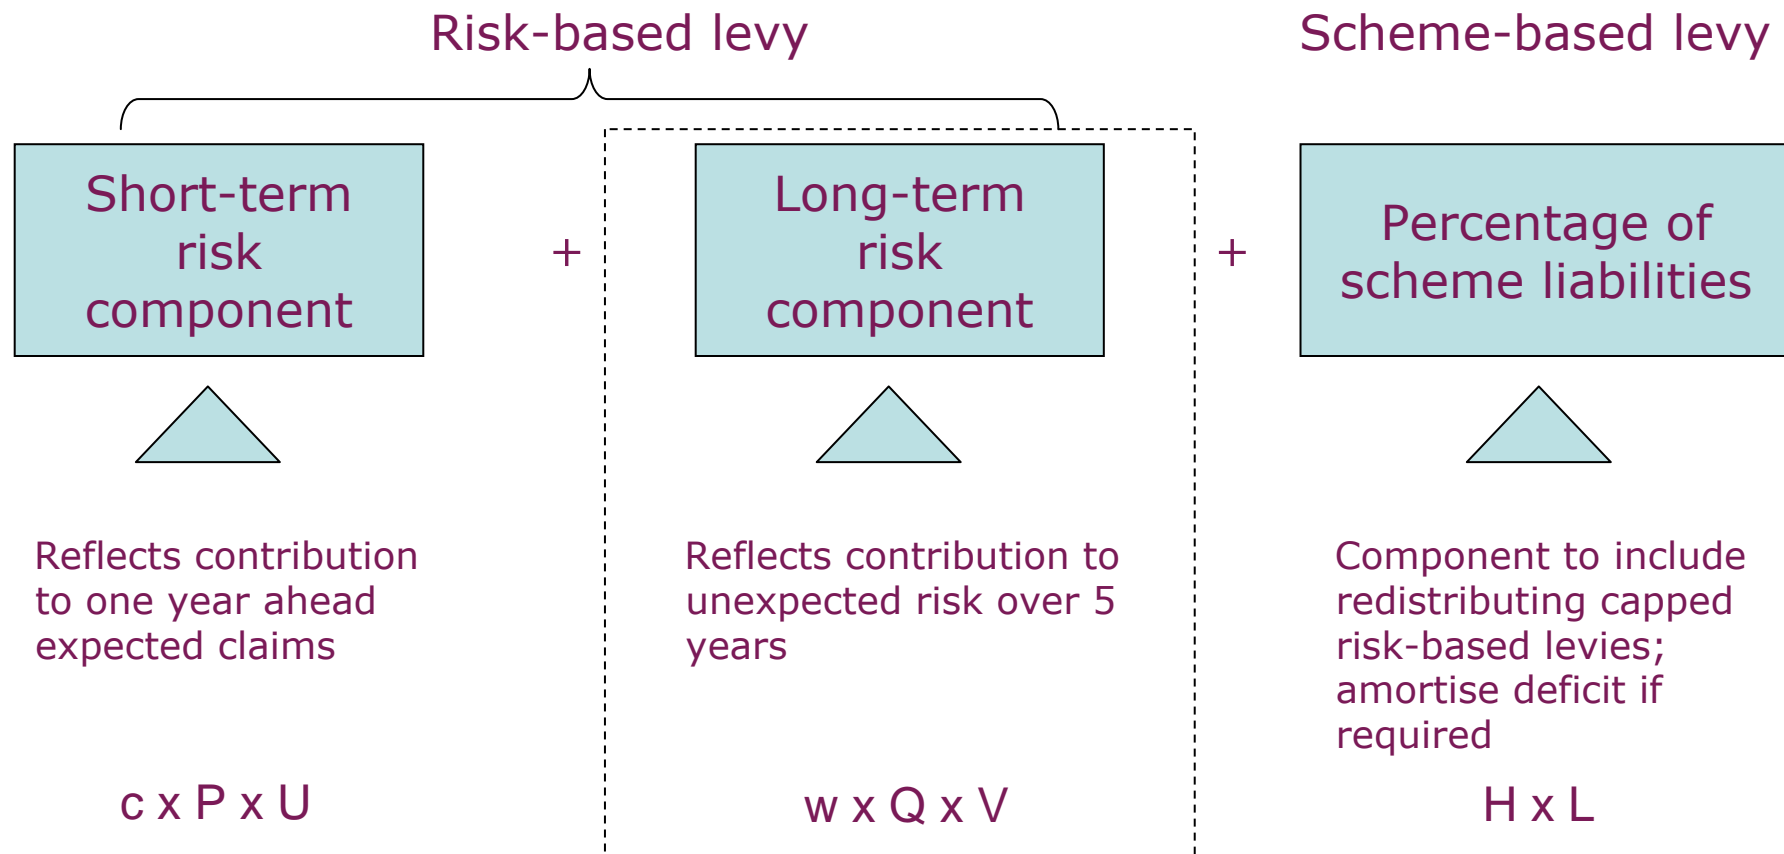 Risk-based levy
Scheme-based levy
Short-term
risk
component
+
Long-term
risk
component
+
Percentage of
scheme liabilities
Reflects contribution
to one year ahead
expected claims
Reflects contribution to
unexpected risk over 5
years
Component to include
redistributing capped
risk-based levies;
amortise deficit if
required
c x P x U
w x Q x V
H x L